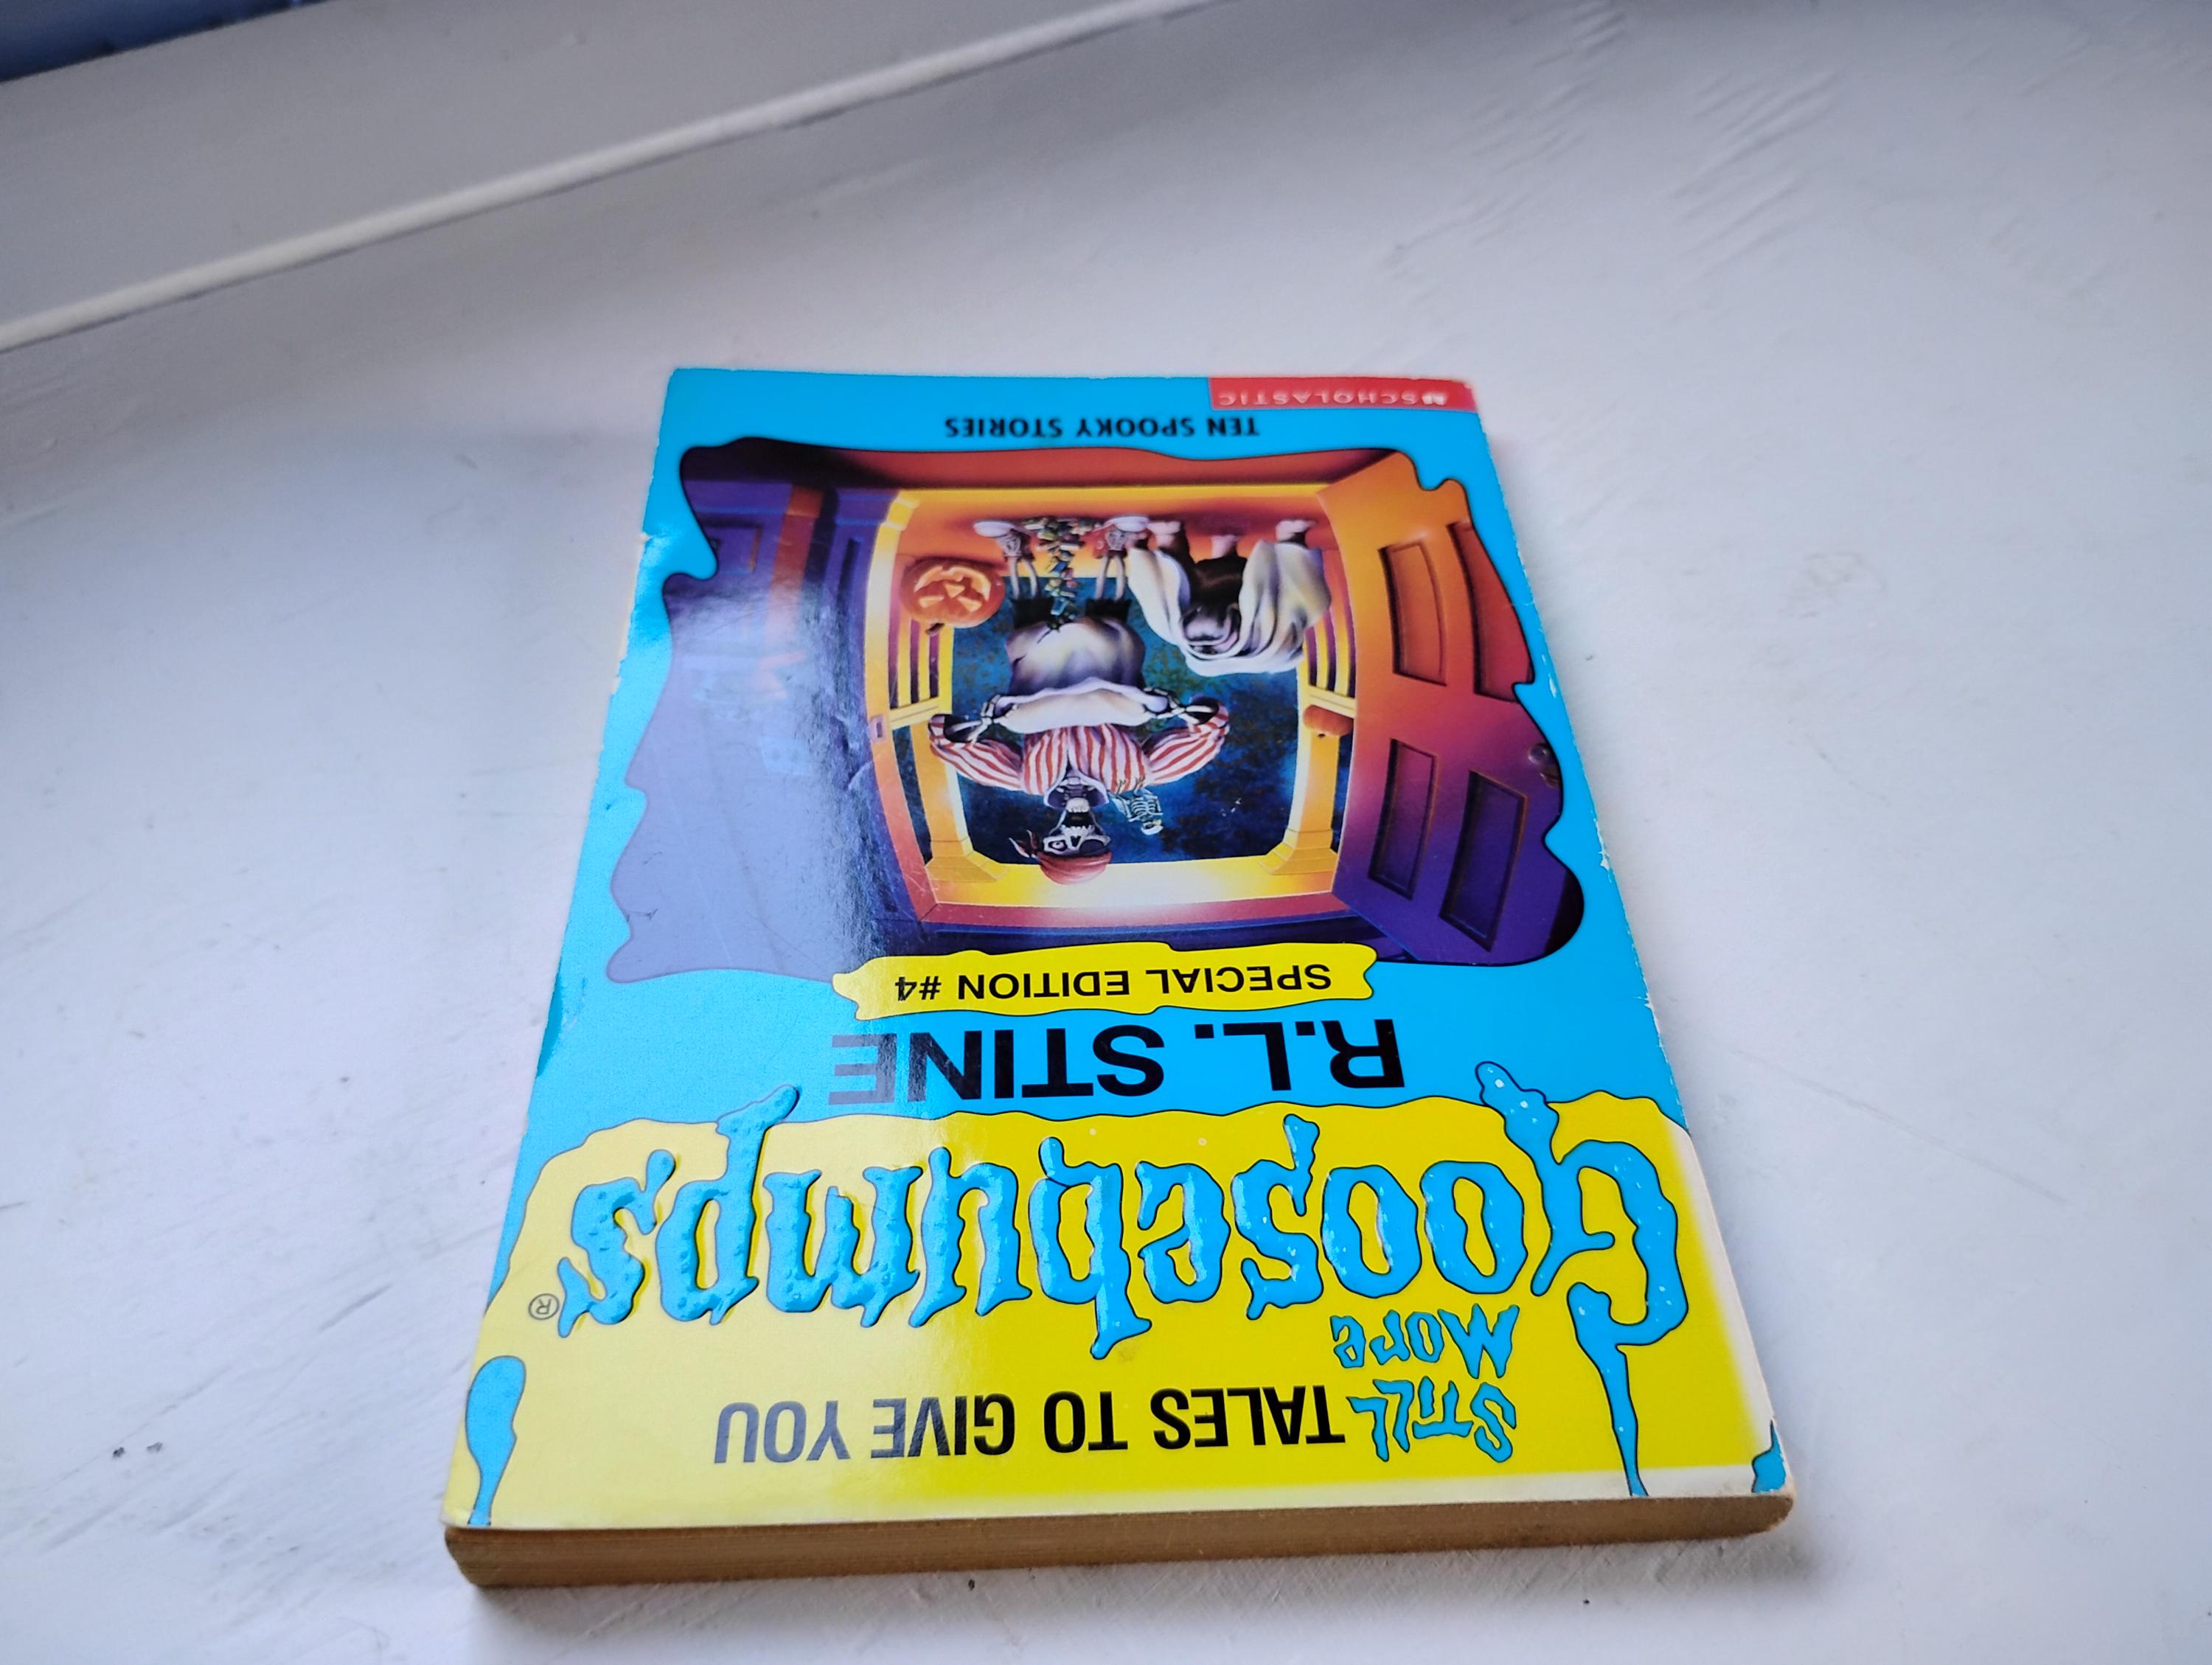 STILL
MORE
TALES TO GIVE YOU
Goosebumps®
R.L. STINE
SPECIAL EDITION #4
TEN SPOOKY STORIES
SCHOLASTIC